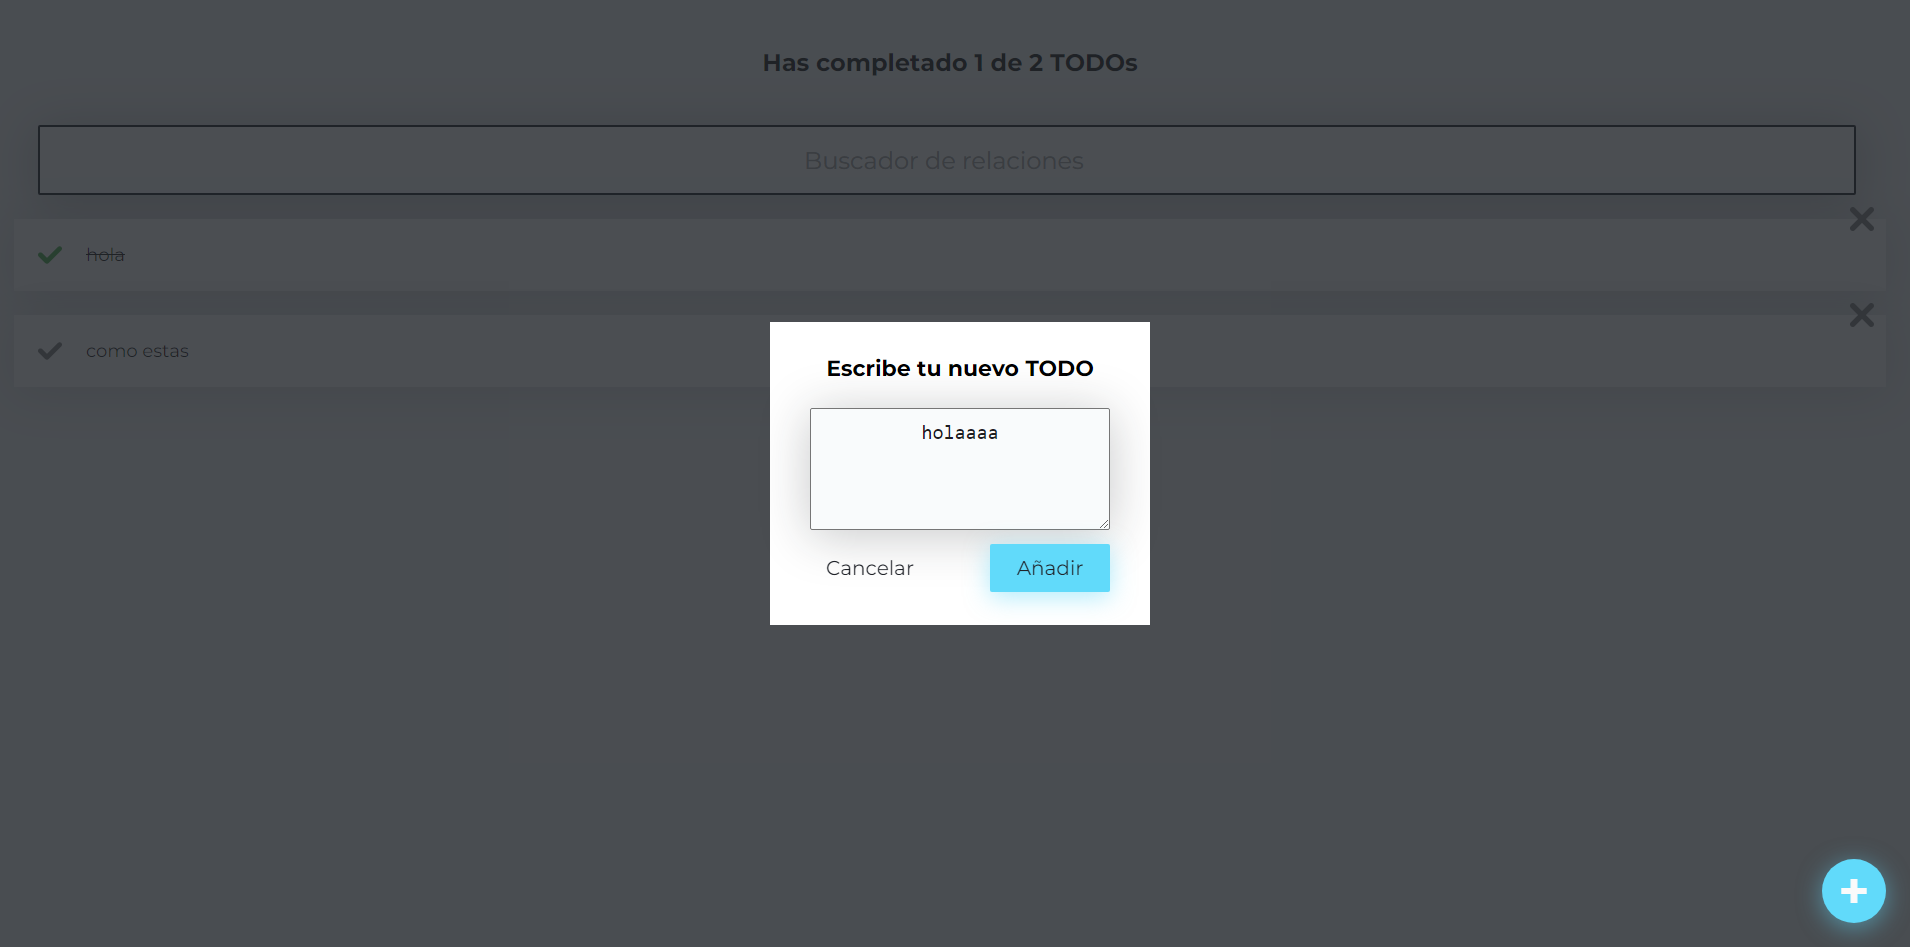 Has completado 1 de 2 TODOs
Buscador de relaciones
hola
como estas
Escribe tu nuevo TODO
holaaaa
Cancelar
Añadir